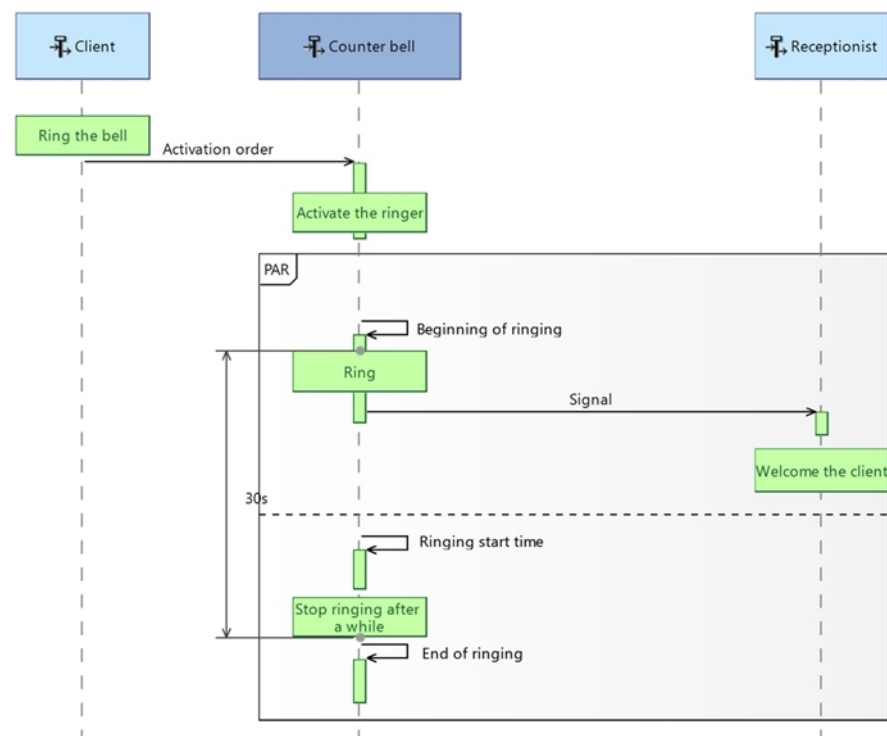 Client
Counter bell
Receptionist
Ring the bell
Activation order
Activate the ringer
PAR
Beginning of ringing
Ring
Signal
Welcome the client
30s
Ringing start time
Stop ringing after
a while
End of ringing